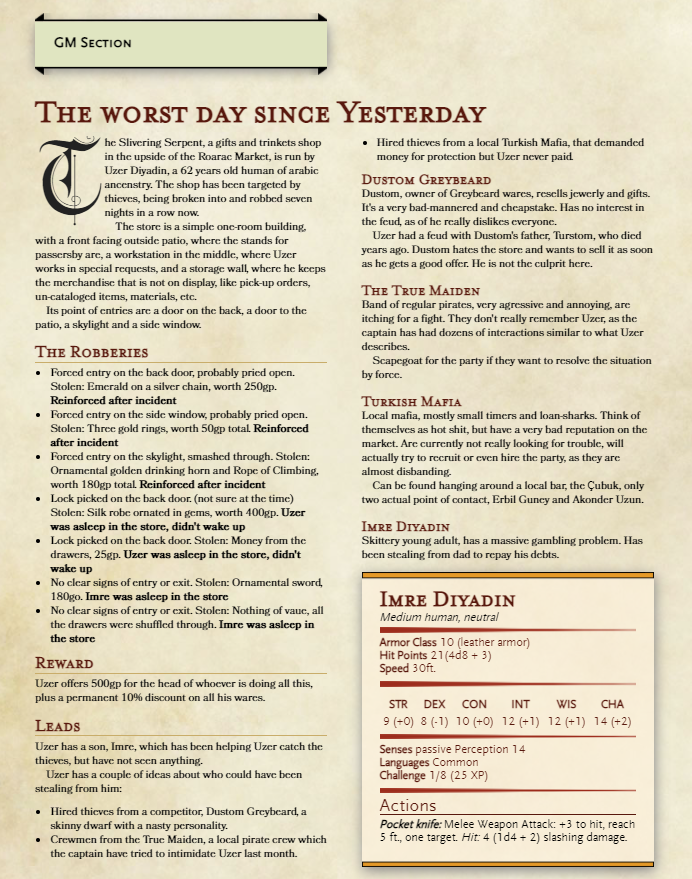 GM Section
The worst day since Yesterday
The Slivering Serpent, a gifts and trinkets shop
in the upside of the Roarac Market, is run by
Uzer Diyadin, a 62 years old human of arabic
ancenstry. The shop has been targeted by
thieves, being broken into and robbed seven
nights in a row now.
The store is a simple one-room building,
with a front facing outside patio, where the stands for
passersby are, a workstation in the middle, where Uzer
works in special requests, and a storage wall, where he keeps
the merchandise that is not on display, like pick-up orders,
un-cataloged items, materials, etc.
Its point of entries are a door on the back, a door to the
patio, a skylight and a side window.
The Robberies
• Forced entry on the back door, probably pried open.
Stolen: Emerald on a silver chain, worth 250gp.
Reinforced after incident
• Forced entry on the side window, probably pried open.
Stolen: Three gold rings, worth 50gp total. Reinforced
after incident
• Forced entry on the skylight, smashed through. Stolen:
Ornamental golden drinking horn and Rope of Climbing,
worth 180gp total. Reinforced after incident
• Lock picked on the back door. (not sure at the time)
Stolen: Silk robe ornated in gems, worth 400gp. Uzer
was asleep in the store, didn't wake up
• Lock picked on the back door. Stolen: Money from the
drawers, 25gp. Uzer was asleep in the store, didn't
wake up
• No clear signs of entry or exit. Stolen: Ornamental sword,
180go. Imre was asleep in the store
• No clear signs of entry or exit. Stolen: Nothing of vaue, all
the drawers were shuffled through. Imre was asleep in
the store
Reward
Uzer offers 500gp for the head of whoever is doing all this,
plus a permanent 10% discount on all his wares.
Leads
Uzer has a son, Imre, which has been helping Uzer catch the
thieves, but have not seen anything.
Uzer has a couple of ideas about who could have been
stealing from him:
• Hired thieves from a competitor, Dustom Greybeard, a
skinny dwarf with a nasty personality.
• Crewmen from the True Maiden, a local pirate crew which
the captain have tried to intimidate Uzer last month.
• Hired thieves from a local Turkish Mafia, that demanded
money for protection but Uzer never paid.
Dustom Greybeard
Dustom, owner of Greybeard wares, resells jewerly and gifts.
It's a very bad-mannered and cheapstake. Has no interest in
the feud, as of he really dislikes everyone.
Uzer had a feud with Dustom's father, Turstom, who died
years ago. Dustom hates the store and wants to sell it as soon
as he gets a good offer. He is not the culprit here.
The True Maiden
Band of regular pirates, very agressive and annoying, are
itching for a fight. They don't really remember Uzer, as the
captain has had dozens of interactions similar to what Uzer
describes.
Scapegoat for the party if they want to resolve the situation
by force.
Turkish Mafia
Local mafia, mostly small timers and loan-sharks. Think of
themselves as hot shit, but have a very bad reputation on the
market. Are currently not really looking for trouble, will
actually try to recruit or even hire the party, as they are
almost disbanding.
Can be found hanging around a local bar, the Çubuk, only
two actual point of contact, Erbil Guney and Akonder Uzun.
Imre Diyadin
Skittery young adult, has a massive gambling problem. Has
been stealing from dad to repay his debts.
Imre Diyadin
Medium human, neutral
Armor Class 10 (leather armor)
Hit Points 21(4d8 + 3)
Speed 30ft.
STR DEX CON INT WIS CHA
9 (+0) 8 (-1) 10 (+0) 12 (+1) 12 (+1) 14 (+2)
Senses passive Perception 14
Languages Common
Challenge 1/8 (25 XP)
Actions
Pocket knife: Melee Weapon Attack: +3 to hit, reach
5 ft., one target. Hit: 4 (1d4 + 2) slashing damage.